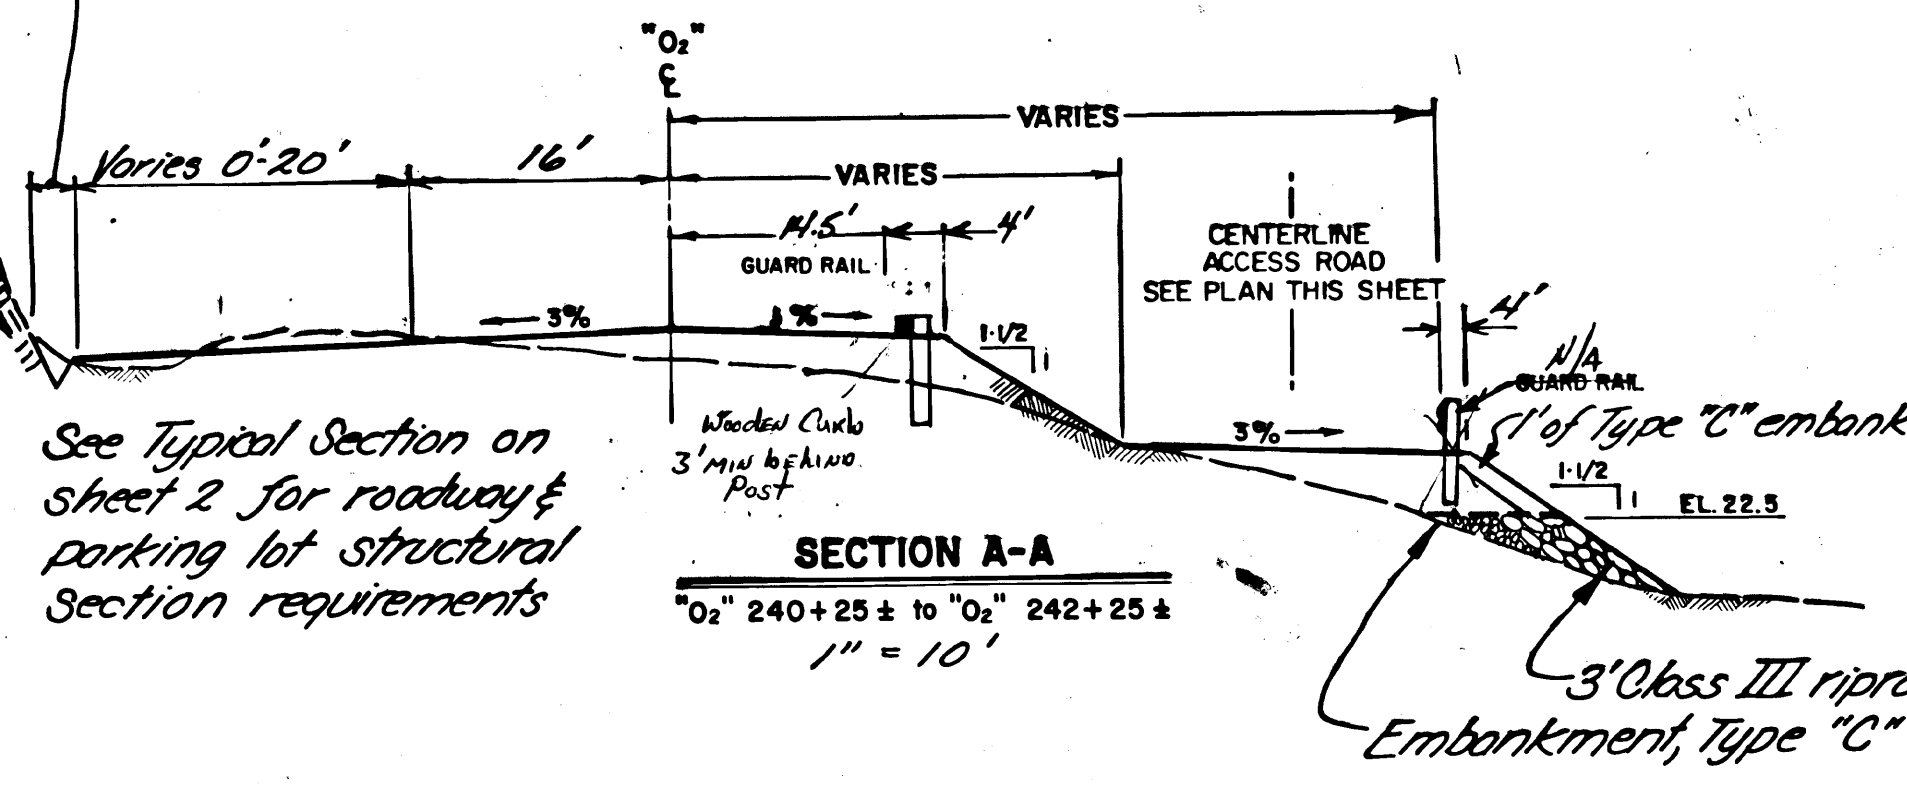 "O₂"
℄
VARIES
Varies 0'-20'
16'
VARIES
14.5'
4'
GUARD RAIL
CENTERLINE
ACCESS ROAD
SEE PLAN THIS SHEET
4'
3%
%
1·1/2
1
N/A
GUARD RAIL
1' of Type "C" embank
Wooden Curb
3' MIN behind
Post
3%
1·1/2
1
EL. 22.5
See Typical Section on
sheet 2 for roadway &
parking lot structural
Section requirements
SECTION A-A
"O₂" 240+25 ± to "O₂" 242+25 ±
1" = 10'
3' Class III ripra
Embankment, Type "C"